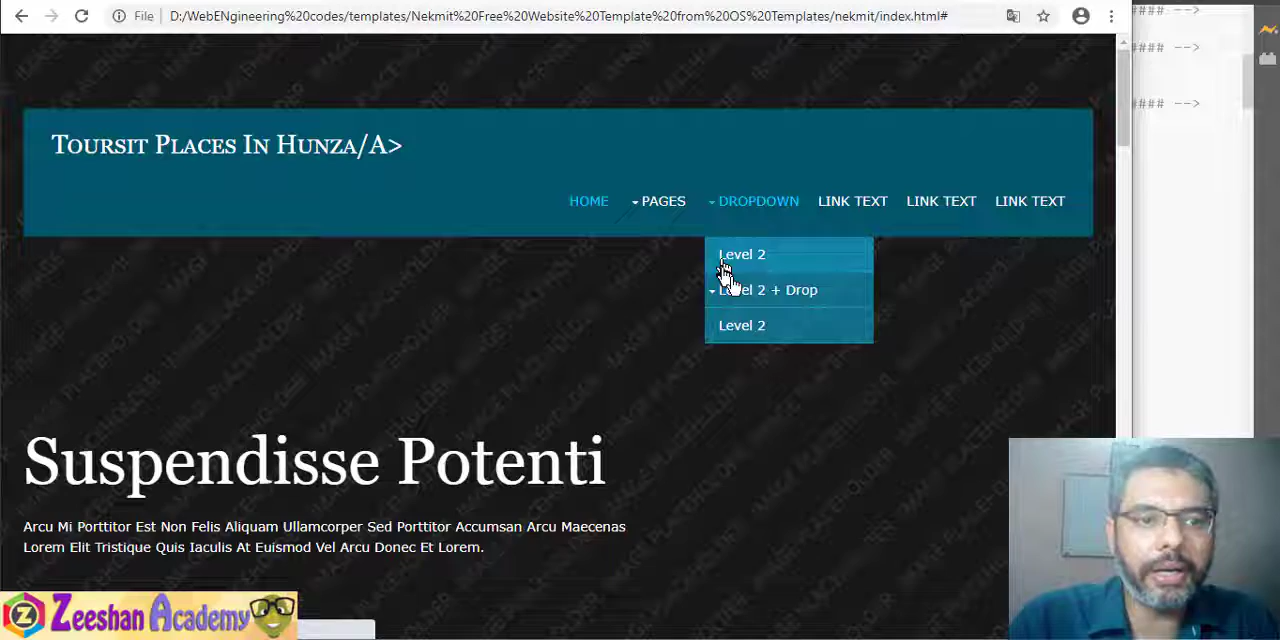 File
D:/WebENgineering%20codes/templates/Nekmit%20Free%20Website%20Template%20from%20OS%20Templates/nekmit/index.html#
#### -->
#### -->
#### -->
Toursit Places In Hunza/A>
HOME PAGES DROPDOWN LINK TEXT LINK TEXT LINK TEXT
Level 2
Level 2 + Drop
Level 2
Suspendisse Potenti
Arcu Mi Porttitor Est Non Felis Aliquam Ullamcorper Sed Porttitor Accumsan Arcu Maecenas
Lorem Elit Tristique Quis Iaculis At Euismod Vel Arcu Donec Et Lorem.
Z Zeeshan Academy